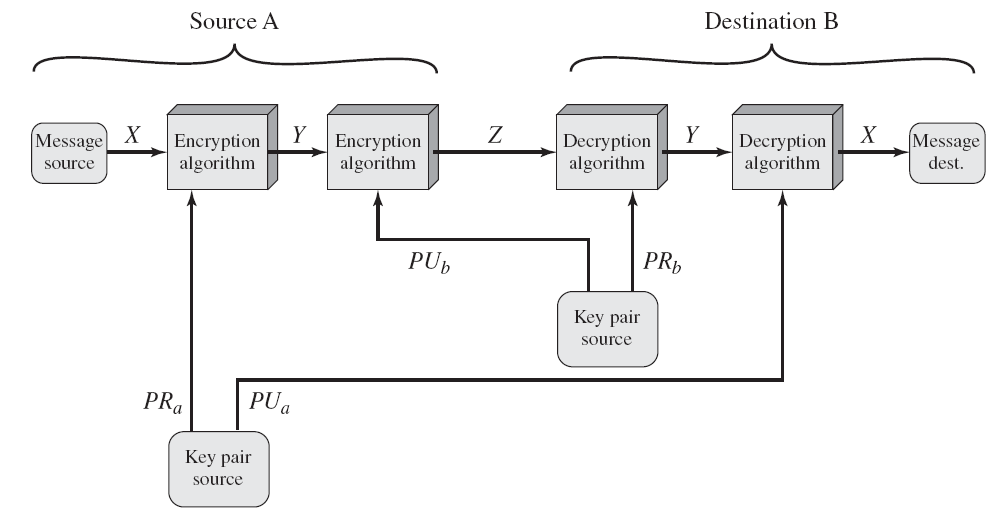 Source A
Destination B
Message
source
X
Encryption
algorithm
Y
Encryption
algorithm
Z
Decryption
algorithm
Y
Decryption
algorithm
X
Message
dest.
PUb
PRb
Key pair
source
PRa
PUa
Key pair
source